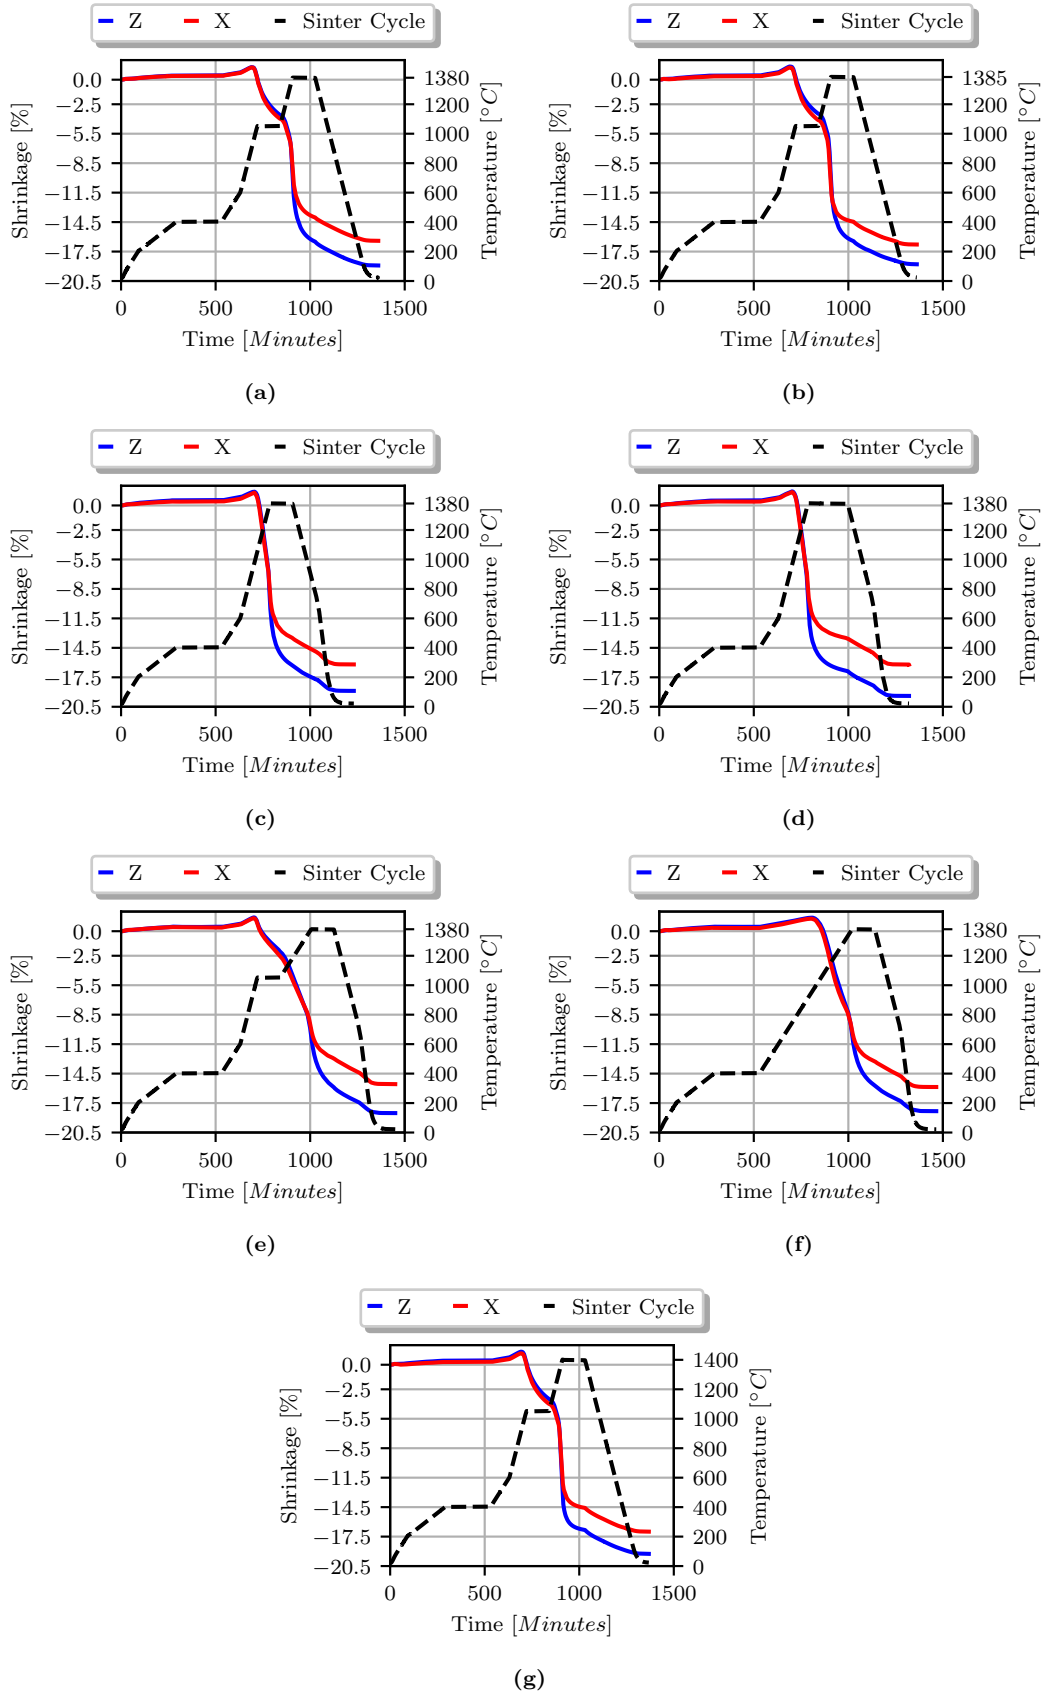 Z X Sinter Cycle
Z X Sinter Cycle
0.0
−2.5
−5.5
−8.5
−11.5
−14.5
−17.5
−20.5
Shrinkage [%]
1380
1200
1000
800
600
400
200
0
Temperature [°C]
0 500 1000 1500
Time [Minutes]
(a)
0.0
−2.5
−5.5
−8.5
−11.5
−14.5
−17.5
−20.5
Shrinkage [%]
1385
1200
1000
800
600
400
200
0
Temperature [°C]
0 500 1000 1500
Time [Minutes]
(b)
Z X Sinter Cycle
Z X Sinter Cycle
0.0
−2.5
−5.5
−8.5
−11.5
−14.5
−17.5
−20.5
Shrinkage [%]
1380
1200
1000
800
600
400
200
0
Temperature [°C]
0 500 1000 1500
Time [Minutes]
(c)
0.0
−2.5
−5.5
−8.5
−11.5
−14.5
−17.5
−20.5
Shrinkage [%]
1380
1200
1000
800
600
400
200
0
Temperature [°C]
0 500 1000 1500
Time [Minutes]
(d)
Z X Sinter Cycle
Z X Sinter Cycle
0.0
−2.5
−5.5
−8.5
−11.5
−14.5
−17.5
−20.5
Shrinkage [%]
1380
1200
1000
800
600
400
200
0
Temperature [°C]
0 500 1000 1500
Time [Minutes]
(e)
0.0
−2.5
−5.5
−8.5
−11.5
−14.5
−17.5
−20.5
Shrinkage [%]
1380
1200
1000
800
600
400
200
0
Temperature [°C]
0 500 1000 1500
Time [Minutes]
(f)
Z X Sinter Cycle
0.0
−2.5
−5.5
−8.5
−11.5
−14.5
−17.5
−20.5
Shrinkage [%]
1400
1200
1000
800
600
400
200
0
Temperature [°C]
0 500 1000 1500
Time [Minutes]
(g)